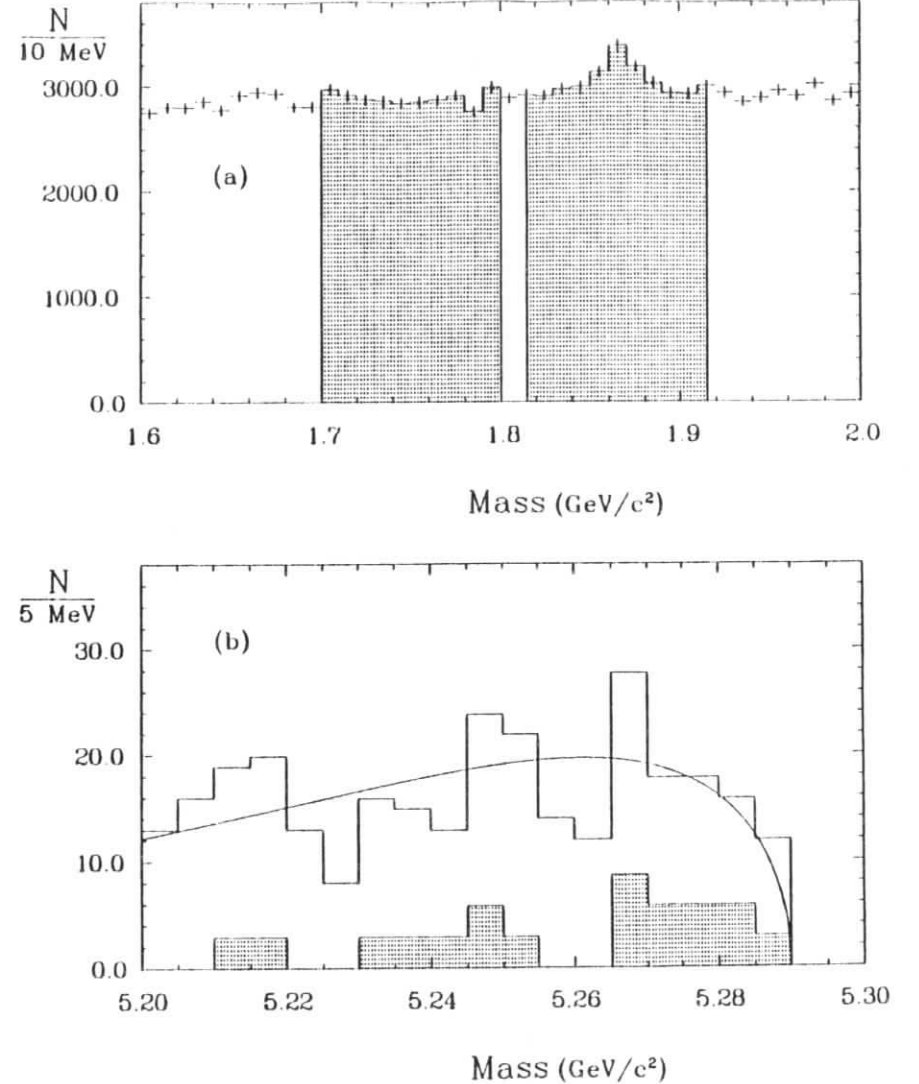 N
10 MeV
3000.0
(a)
2000.0
1000.0
0.0
1.6 1.7 1.8 1.9 2.0
Mass (GeV/c²)
N
5 MeV
(b)
30.0
20.0
10.0
0.0
5.20 5.22 5.24 5.26 5.28 5.30
Mass (GeV/c²)